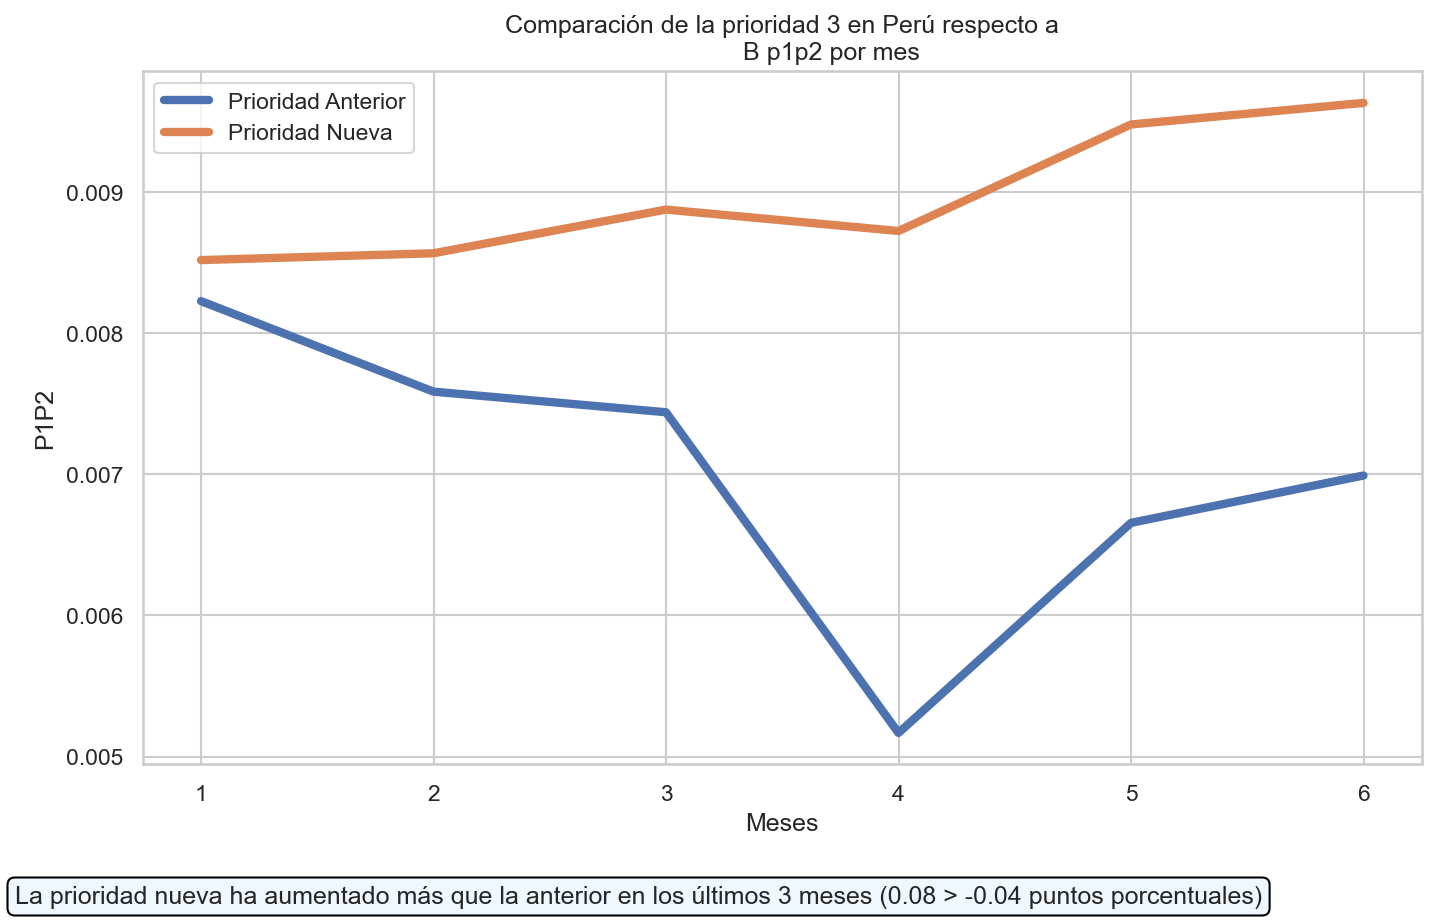 Comparación de la prioridad 3 en Perú respecto a
B p1p2 por mes
Prioridad Anterior
Prioridad Nueva
P1P2
0.009
0.008
0.007
0.006
0.005
1 2 3 4 5 6
Meses
La prioridad nueva ha aumentado más que la anterior en los últimos 3 meses (0.08 > -0.04 puntos porcentuales)